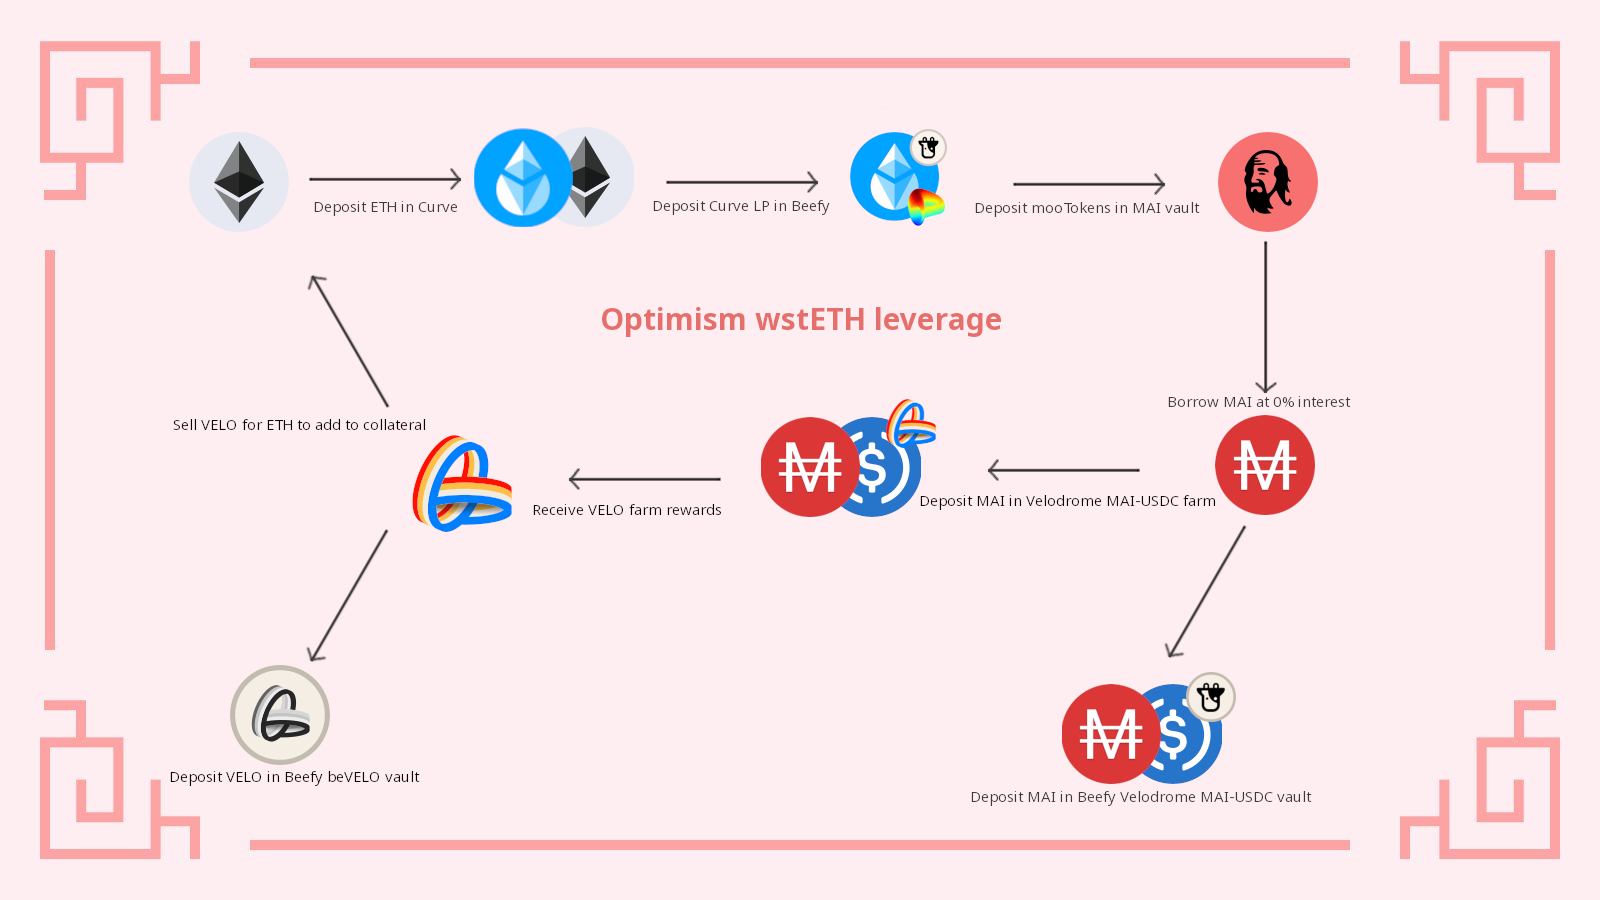 Deposit ETH in Curve
Deposit Curve LP in Beefy
Deposit mooTokens in MAI vault
Optimism wstETH leverage
Borrow MAI at 0% interest
Sell VELO for ETH to add to collateral
Receive VELO farm rewards
Deposit MAI in Velodrome MAI-USDC farm
Deposit VELO in Beefy beVELO vault
Deposit MAI in Beefy Velodrome MAI-USDC vault